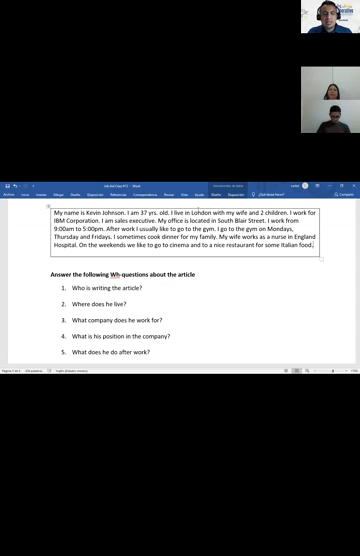 My name is Kevin Johnson. I am 37 yrs. old. I live in London with my wife and 2 children. I work for
IBM Corporation. I am sales executive. My office is located in South Blair Street. I work from
9:00am to 5:00pm. After work I usually like to go to the gym. I go to the gym on Mondays,
Thursday and Fridays. I sometimes cook dinner for my family. My wife works as a nurse in England
Hospital. On the weekends we like to go to cinema and to a nice restaurant for some Italian food.
Answer the following Wh-questions about the article
1. Who is writing the article?
2. Where does he live?
3. What company does he work for?
4. What is his position in the company?
5. What does he do after work?